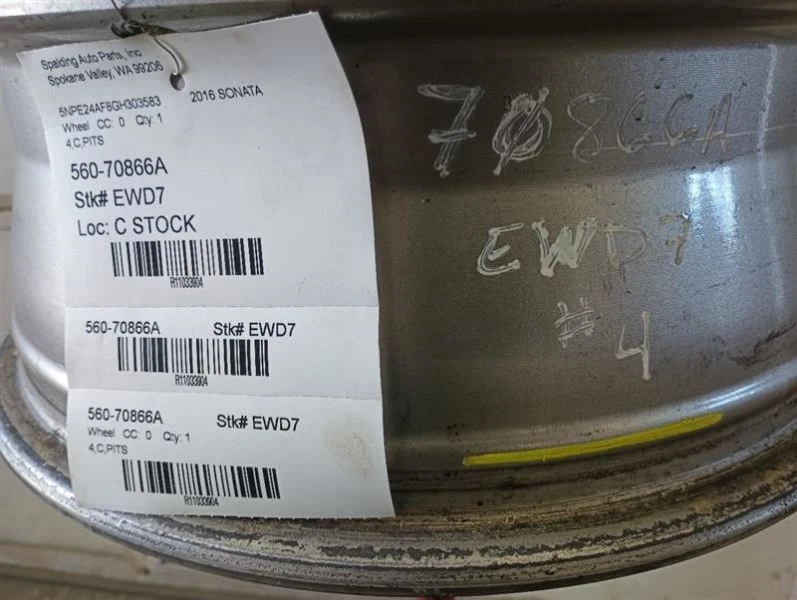 Spalding Auto Parts, Inc
Spokane Valley, WA 99206
5NPE24AF8GH303583 2016 SONATA
Wheel CC: 0 Qty: 1
4,C,PITS
560-70866A
Stk# EWD7
Loc: C STOCK
R11033904
560-70866A Stk# EWD7
R11033904
560-70866A Stk# EWD7
Wheel CC: 0 Qty: 1
4,C,PITS
R11033904
70866A
EWD7
#4